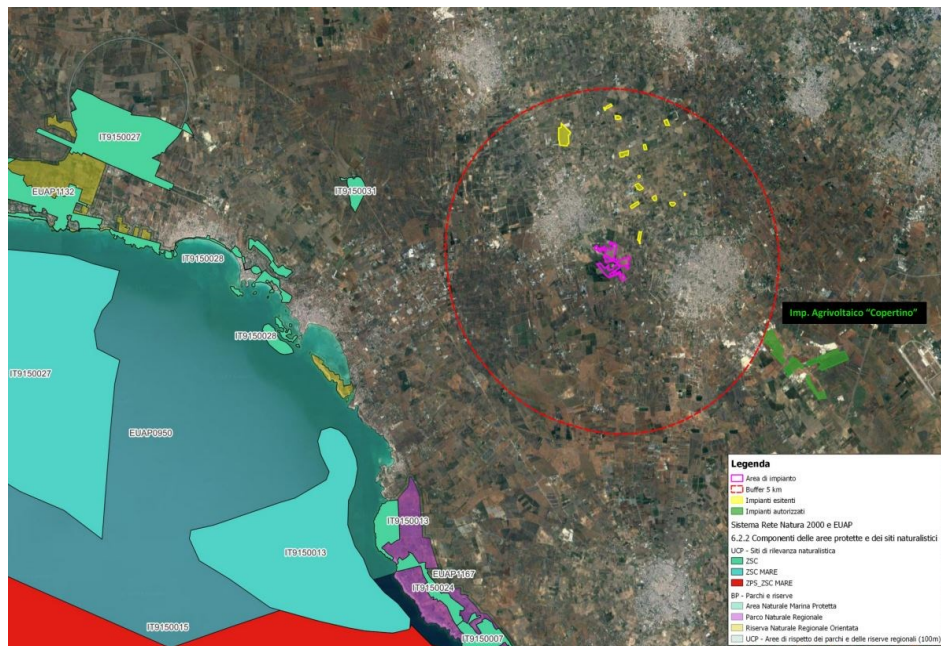 IT9150027
EUAP1132
IT9150031
IT9150028
IT9150028
IT9150027
EUAP0950
IT9150013
IT9150013
EUAP1167
IT9150024
IT9150015
IT9150007
Imp. Agrivoltaico "Copertino"
Legenda
Area di impianto
Buffer 5 km
Impianti esitenti
Impianti autorizzati
Sistema Rete Natura 2000 e EUAP
6.2.2 Componenti delle aree protette e dei siti naturalistici
UCP - Siti di rilevanza naturalistica
ZSC
ZSC MARE
ZPS_ZSC MARE
BP - Parchi e riserve
Area Naturale Marina Protetta
Parco Naturale Regionale
Riserva Naturale Regionale Orientata
UCP - Aree di rispetto dei parchi e delle riserve regionali (100m)